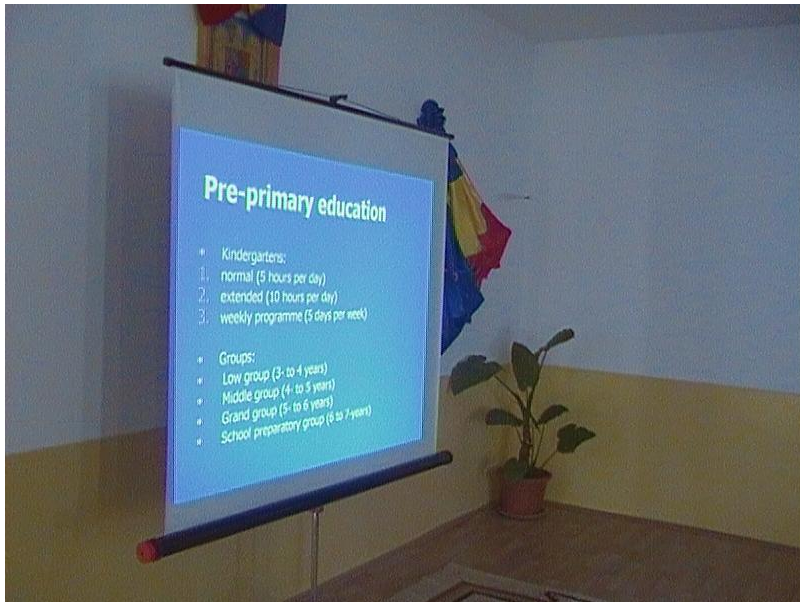 Pre-primary education
* Kindergartens:
1. normal (5 hours per day)
2. extended (10 hours per day)
3. weekly programme (5 days per week)
* Groups:
* Low group (3- to 4 years)
* Middle group (4- to 5 years)
* Grand group (5- to 6 years)
* School preparatory group (6 to 7-years)